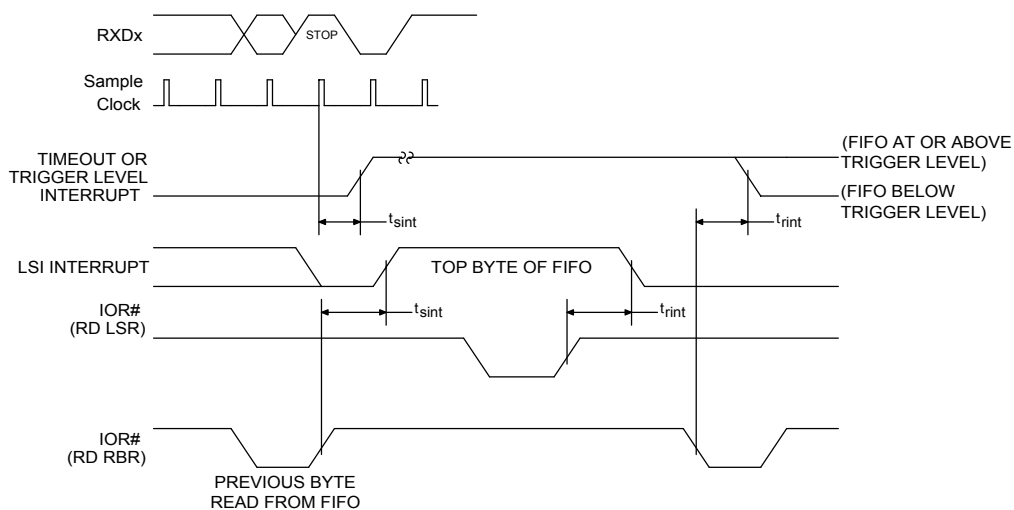 RXDx
STOP
Sample
Clock
TIMEOUT OR
TRIGGER LEVEL
INTERRUPT
(FIFO AT OR ABOVE
TRIGGER LEVEL)
(FIFO BELOW
TRIGGER LEVEL)
tsint
trint
LSI INTERRUPT
TOP BYTE OF FIFO
tsint
trint
IOR#
(RD LSR)
IOR#
(RD RBR)
PREVIOUS BYTE
READ FROM FIFO